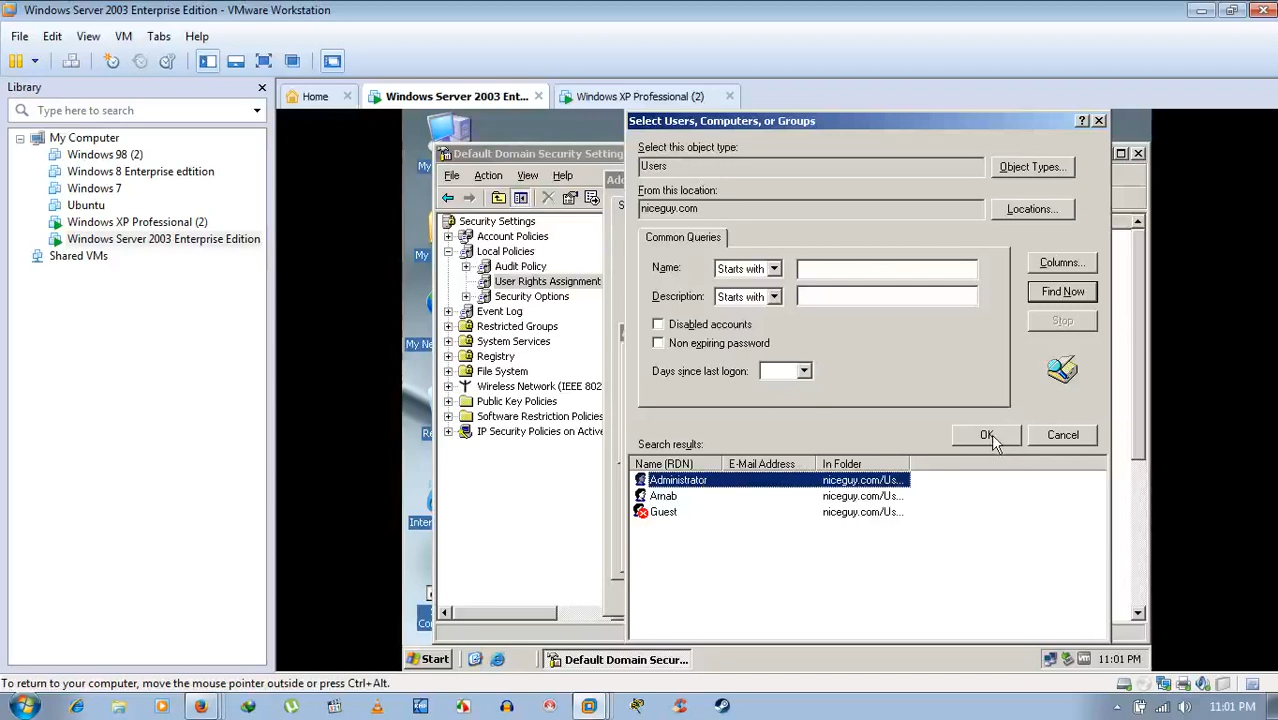 Windows Server 2003 Enterprise Edition - VMware Workstation
File Edit View VM Tabs Help
Library
Type here to search
My Computer
Windows 98 (2)
Windows 8 Enterprise edtition
Windows 7
Ubuntu
Windows XP Professional (2)
Windows Server 2003 Enterprise Edition
Shared VMs
Home
Windows Server 2003 Ent...
Windows XP Professional (2)
Default Domain Security Setting
File Action View Help
Security Settings
Account Policies
Local Policies
Audit Policy
User Rights Assignment
Security Options
Event Log
Restricted Groups
System Services
Registry
File System
Wireless Network (IEEE 802
Public Key Policies
Software Restriction Policies
IP Security Policies on Active
My Ne
Inter
Select Users, Computers, or Groups
Select this object type:
Users
Object Types...
From this location:
niceguy.com
Locations...
Common Queries
Name: Starts with
Description: Starts with
Disabled accounts
Non expiring password
Days since last logon:
Columns...
Find Now
Stop
OK
Cancel
Search results:
Name (RDN) E-Mail Address In Folder
Administrator niceguy.com/Us...
Arnab niceguy.com/Us...
Guest niceguy.com/Us...
Start
Default Domain Secur...
11:01 PM
To return to your computer, move the mouse pointer outside or press Ctrl+Alt.
11:01 PM